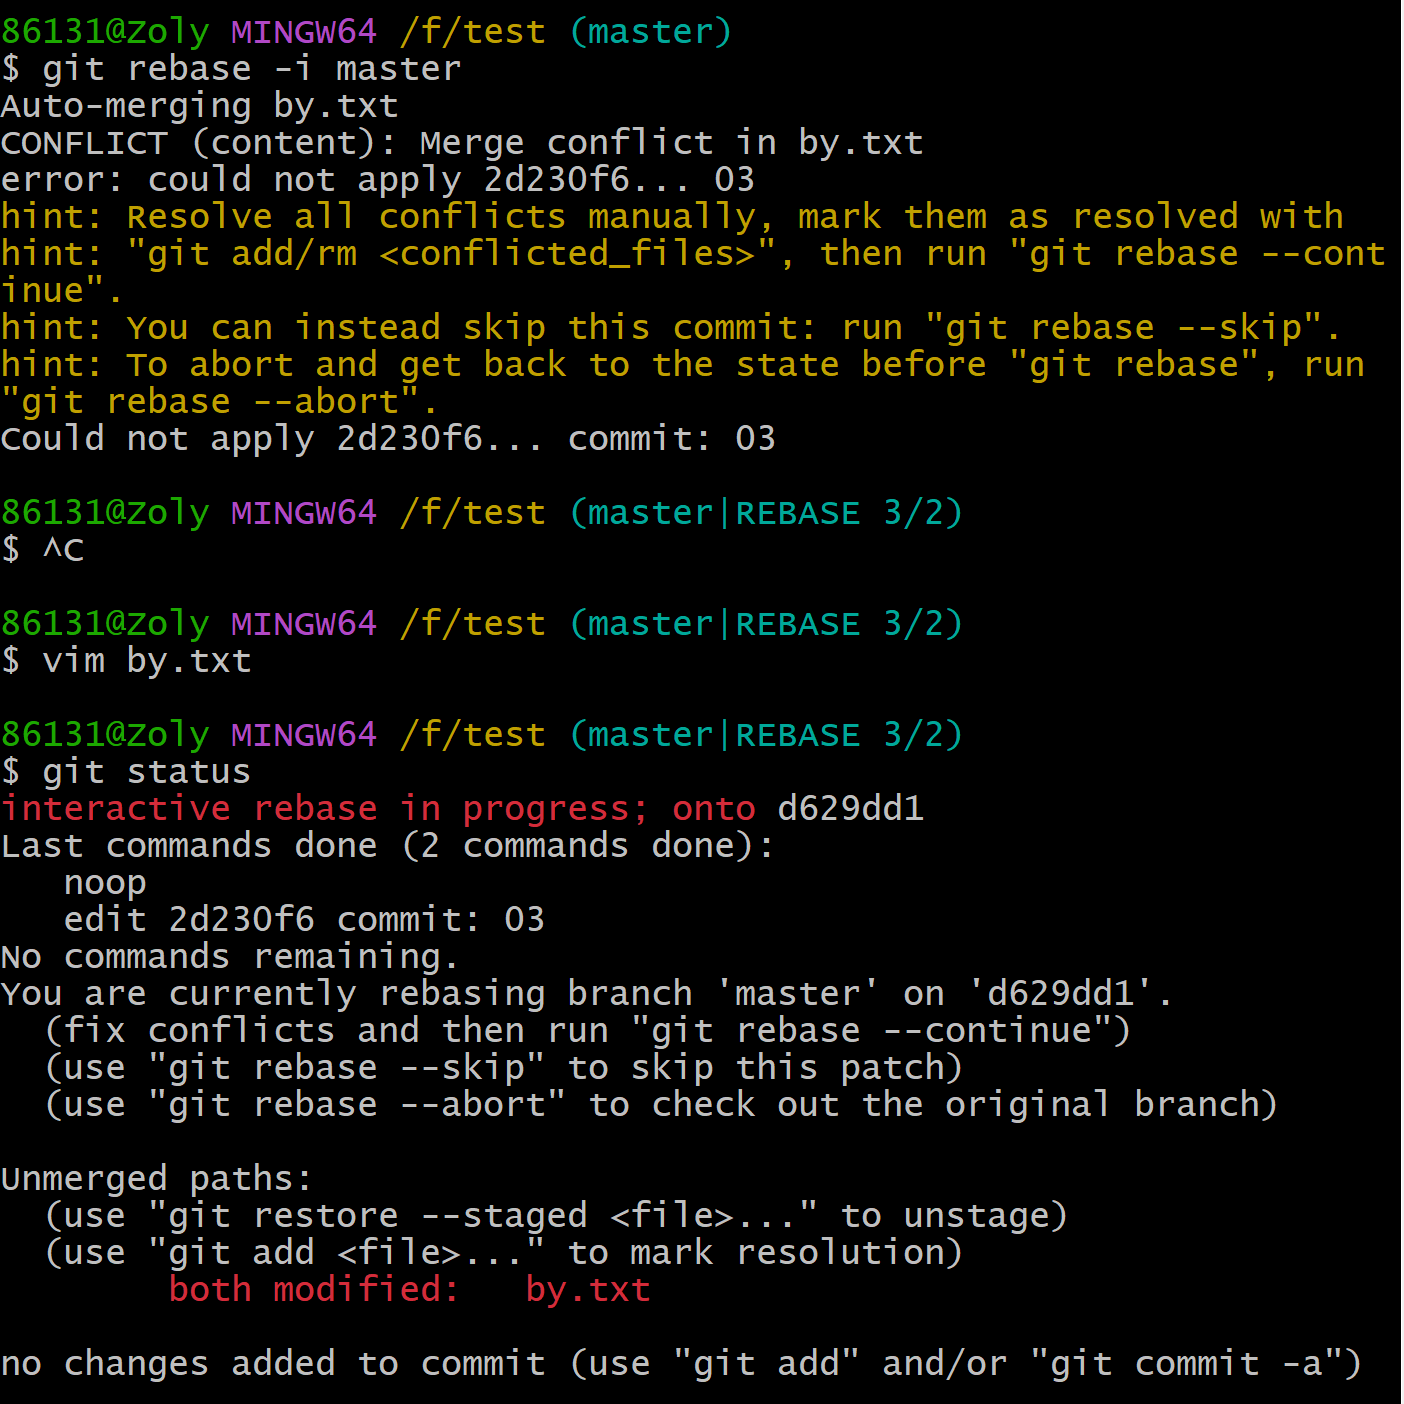 86131@Zoly MINGW64 /f/test (master)
$ git rebase -i master
Auto-merging by.txt
CONFLICT (content): Merge conflict in by.txt
error: could not apply 2d230f6... 03
hint: Resolve all conflicts manually, mark them as resolved with
hint: "git add/rm <conflicted_files>", then run "git rebase --cont
inue".
hint: You can instead skip this commit: run "git rebase --skip".
hint: To abort and get back to the state before "git rebase", run
"git rebase --abort".
Could not apply 2d230f6... commit: 03
86131@Zoly MINGW64 /f/test (master|REBASE 3/2)
$ ^C
86131@Zoly MINGW64 /f/test (master|REBASE 3/2)
$ vim by.txt
86131@Zoly MINGW64 /f/test (master|REBASE 3/2)
$ git status
interactive rebase in progress; onto d629dd1
Last commands done (2 commands done):
   noop
   edit 2d230f6 commit: 03
No commands remaining.
You are currently rebasing branch 'master' on 'd629dd1'.
  (fix conflicts and then run "git rebase --continue")
  (use "git rebase --skip" to skip this patch)
  (use "git rebase --abort" to check out the original branch)
Unmerged paths:
  (use "git restore --staged <file>..." to unstage)
  (use "git add <file>..." to mark resolution)
        both modified:   by.txt
no changes added to commit (use "git add" and/or "git commit -a")